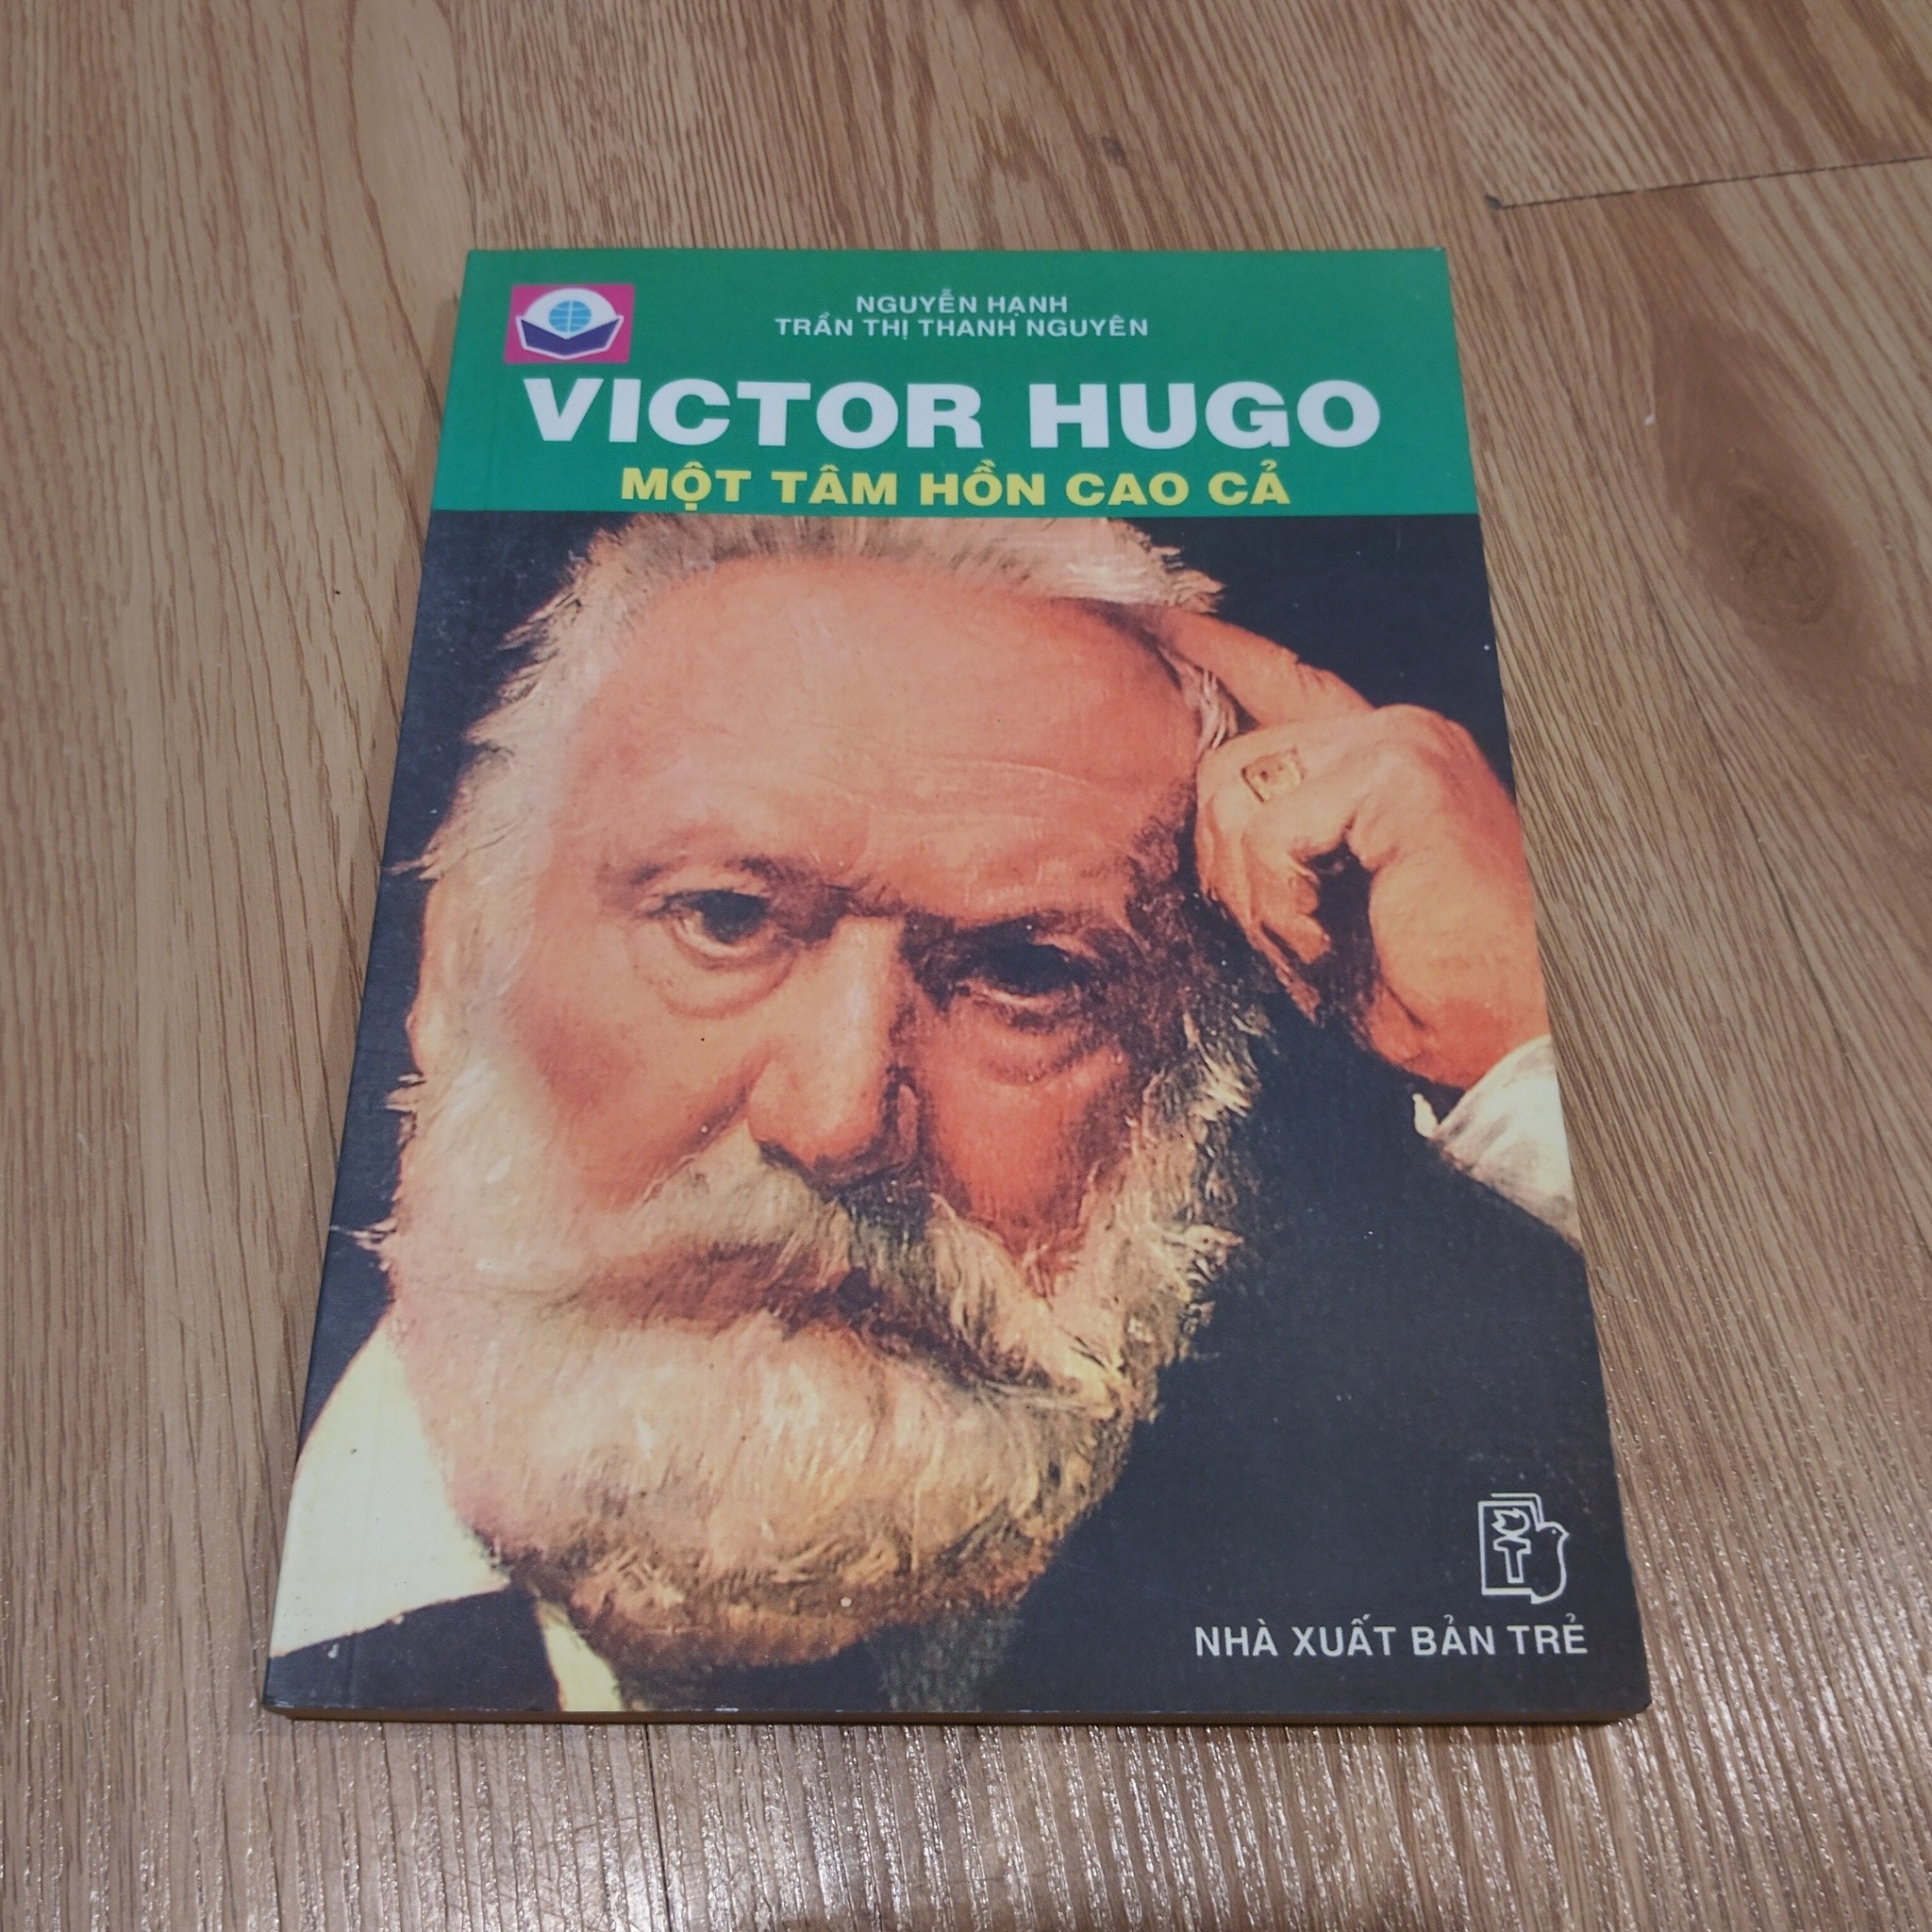 NGUYỄN HẠNH
TRẦN THỊ THANH NGUYÊN
VICTOR HUGO
MỘT TÂM HỒN CAO CẢ
NHÀ XUẤT BẢN TRẺ